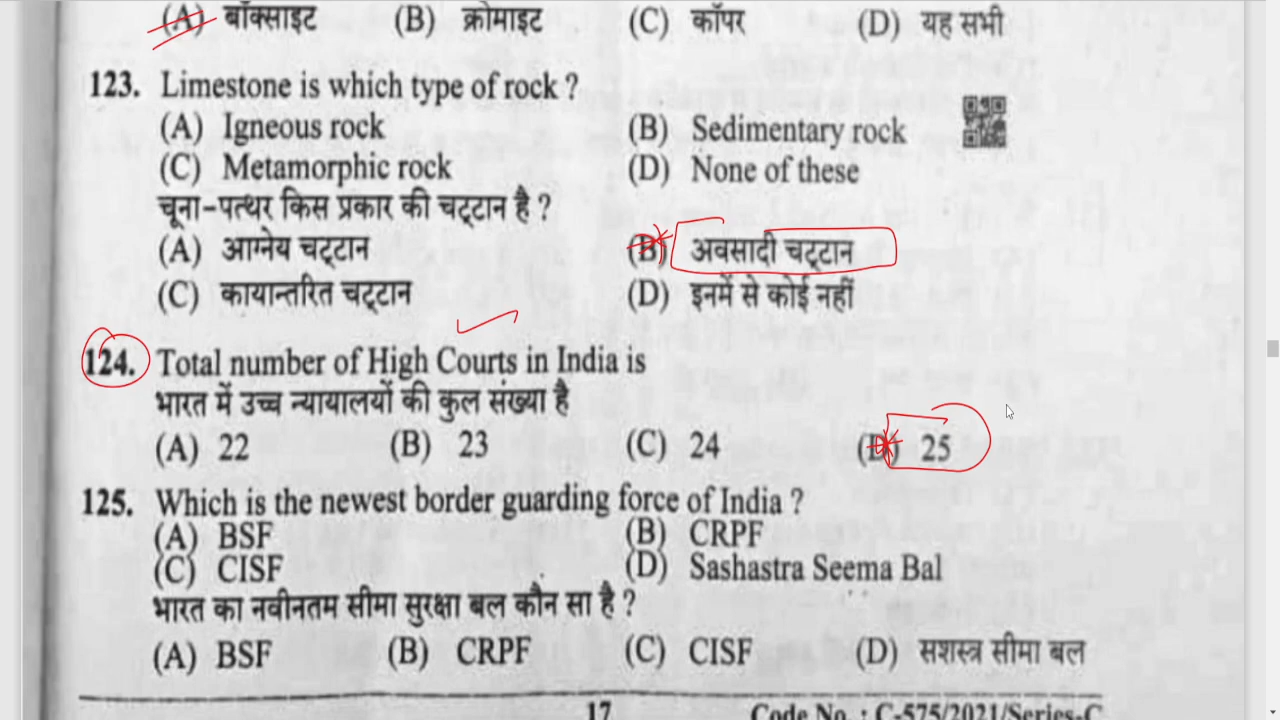 (A) बॉक्साइट (B) क्रोमाइट (C) कॉपर (D) यह सभी
123. Limestone is which type of rock ?
(A) Igneous rock (B) Sedimentary rock
(C) Metamorphic rock (D) None of these
चूना-पत्थर किस प्रकार की चट्टान है ?
(A) आग्नेय चट्टान (B) अवसादी चट्टान
(C) कायान्तरित चट्टान (D) इनमें से कोई नहीं
124. Total number of High Courts in India is
भारत में उच्च न्यायालयों की कुल संख्या है
(A) 22 (B) 23 (C) 24 (D) 25
125. Which is the newest border guarding force of India ?
(A) BSF (B) CRPF
(C) CISF (D) Sashastra Seema Bal
भारत का नवीनतम सीमा सुरक्षा बल कौन सा है ?
(A) BSF (B) CRPF (C) CISF (D) सशस्त्र सीमा बल
17 Code No. : C-575/2021/Series-C